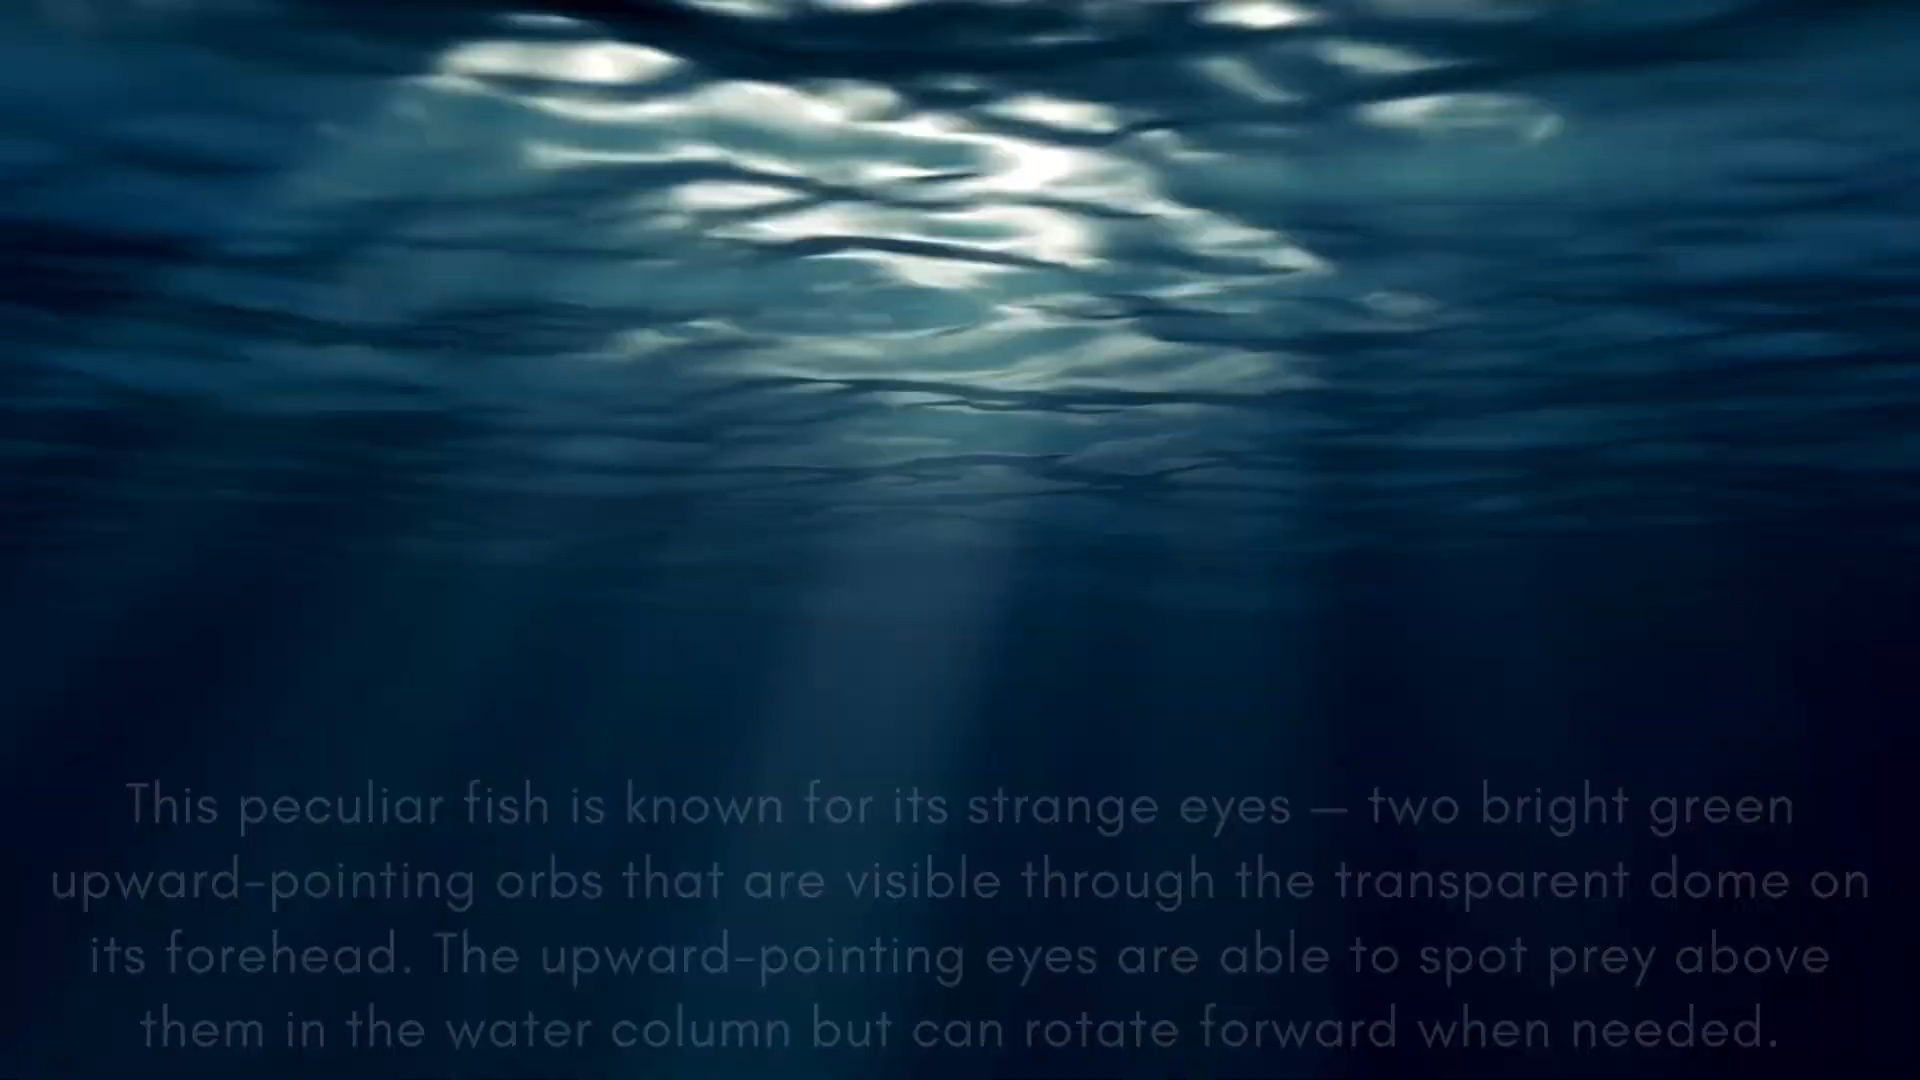 This peculiar fish is known for its strange eyes — two bright green
upward-pointing orbs that are visible through the transparent dome on
its forehead. The upward-pointing eyes are able to spot prey above
them in the water column but can rotate forward when needed.